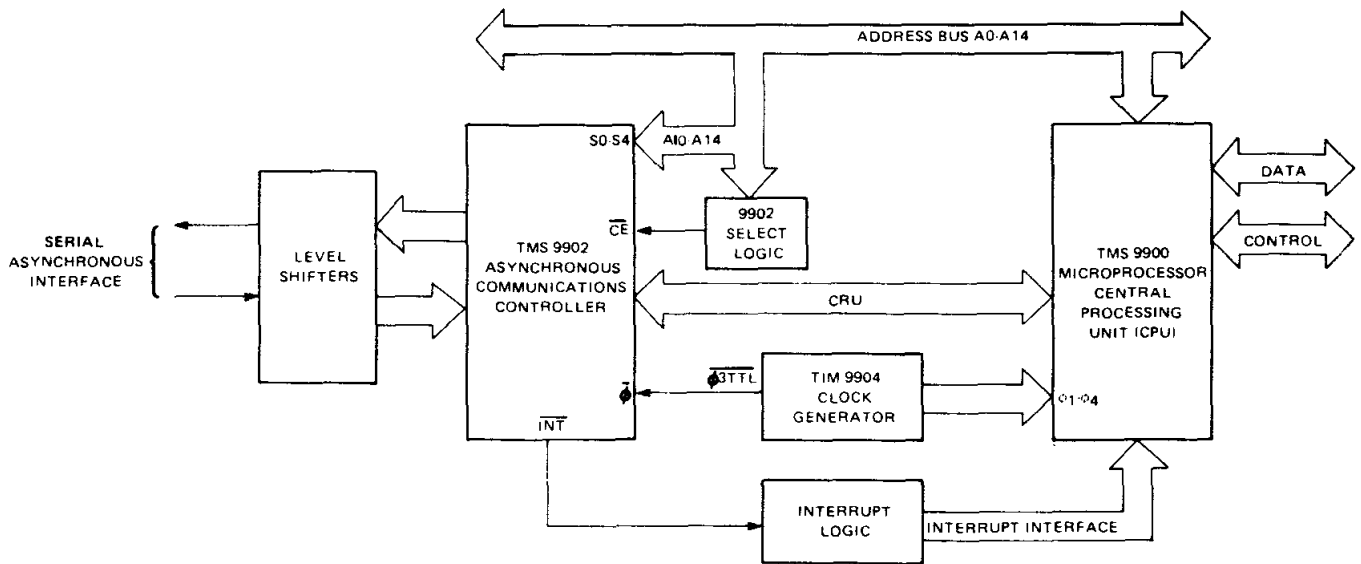 ADDRESS BUS A0-A14
S0-S4
A10-A14
9902
SELECT
LOGIC
CE
DATA
CONTROL
SERIAL
ASYNCHRONOUS
INTERFACE
LEVEL
SHIFTERS
TMS 9902
ASYNCHRONOUS
COMMUNICATIONS
CONTROLLER
CRU
TMS 9900
MICROPROCESSOR
CENTRAL
PROCESSING
UNIT (CPU)
ϕ3TTL
ϕ
TIM 9904
CLOCK
GENERATOR
Φ1-Φ4
INT
INTERRUPT
LOGIC
INTERRUPT INTERFACE